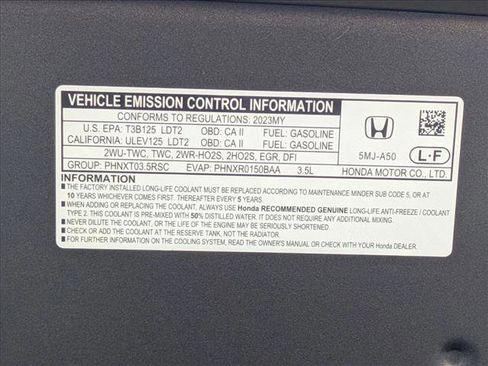 VEHICLE EMISSION CONTROL INFORMATION
CONFORMS TO REGULATIONS: 2023MY
U.S. EPA: T3B125 LDT2 OBD: CA II FUEL: GASOLINE
CALIFORNIA: ULEV125 LDT2 OBD: CA II FUEL: GASOLINE
2WU-TWC, TWC, 2WR-HO2S, 2HO2S, EGR, DFI
GROUP: PHNXT03.5RSC EVAP: PHNXR0150BAA 3.5L
5MJ-A50
L·F
HONDA MOTOR CO., LTD.
INFORMATION:
■ THE FACTORY INSTALLED LONG-LIFE COOLANT MUST BE REPLACED ACCORDING TO MAINTENANCE MINDER SUB CODE 5, OR AT
10 YEARS WHICHEVER COMES FIRST. THEREAFTER EVERY 5 YEARS.
■ WHEN ADDING OR REPLACING THE COOLANT, ALWAYS USE Honda RECOMMENDED GENUINE LONG-LIFE ANTI-FREEZE / COOLANT
TYPE 2. THIS COOLANT IS PRE-MIXED WITH 50% DISTILLED WATER. IT DOES NOT REQUIRE ANY ADDITIONAL MIXING.
■ NEVER DILUTE THE COOLANT, OR THE LIFE OF THE ENGINE MAY BE SERIOUSLY SHORTENED.
■ CHECK OR ADD COOLANT AT THE RESERVE TANK, NOT THE RADIATOR.
■ FOR FURTHER INFORMATION ON THE COOLING SYSTEM, READ THE OWNER'S MANUAL OR CHECK WITH YOUR Honda DEALER.